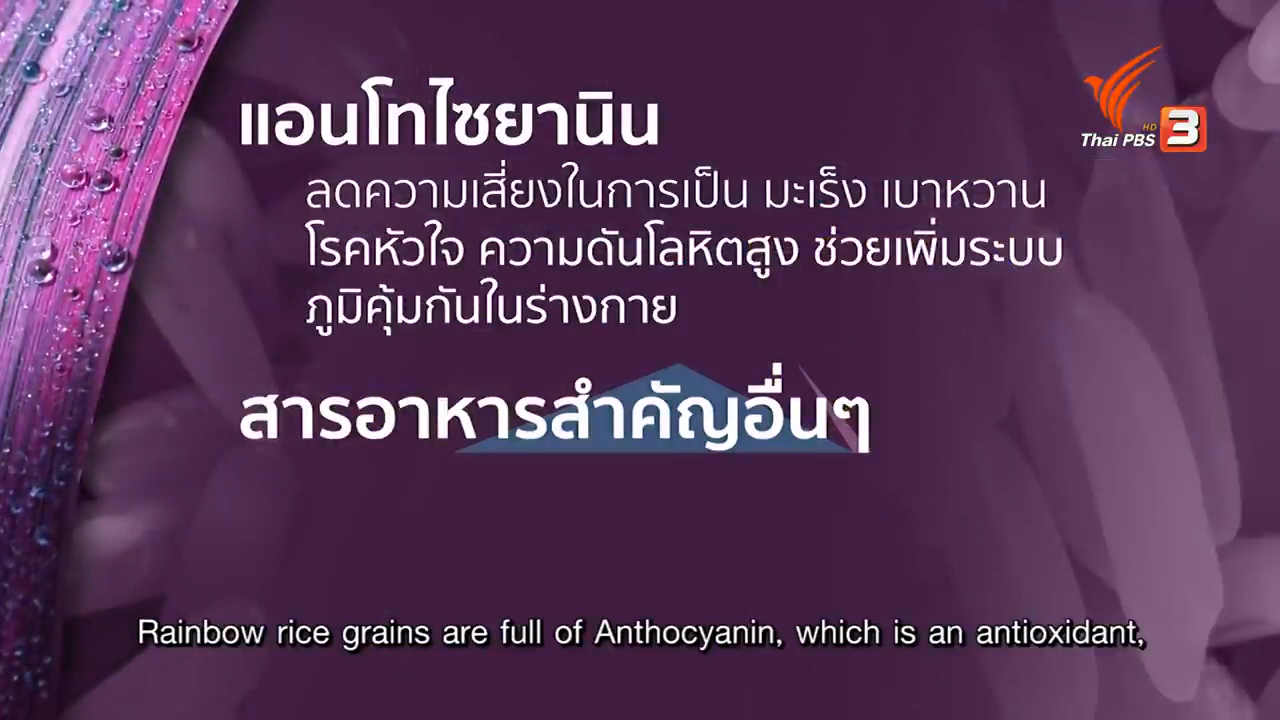 แอนโทไซยานิน
ลดความเสี่ยงในการเป็น มะเร็ง เบาหวาน
โรคหัวใจ ความดันโลหิตสูง ช่วยเพิ่มระบบ
ภูมิคุ้มกันในร่างกาย
สารอาหารสำคัญอื่นๆ
HD
Thai PBS 3
Rainbow rice grains are full of Anthocyanin, which is an antioxidant,